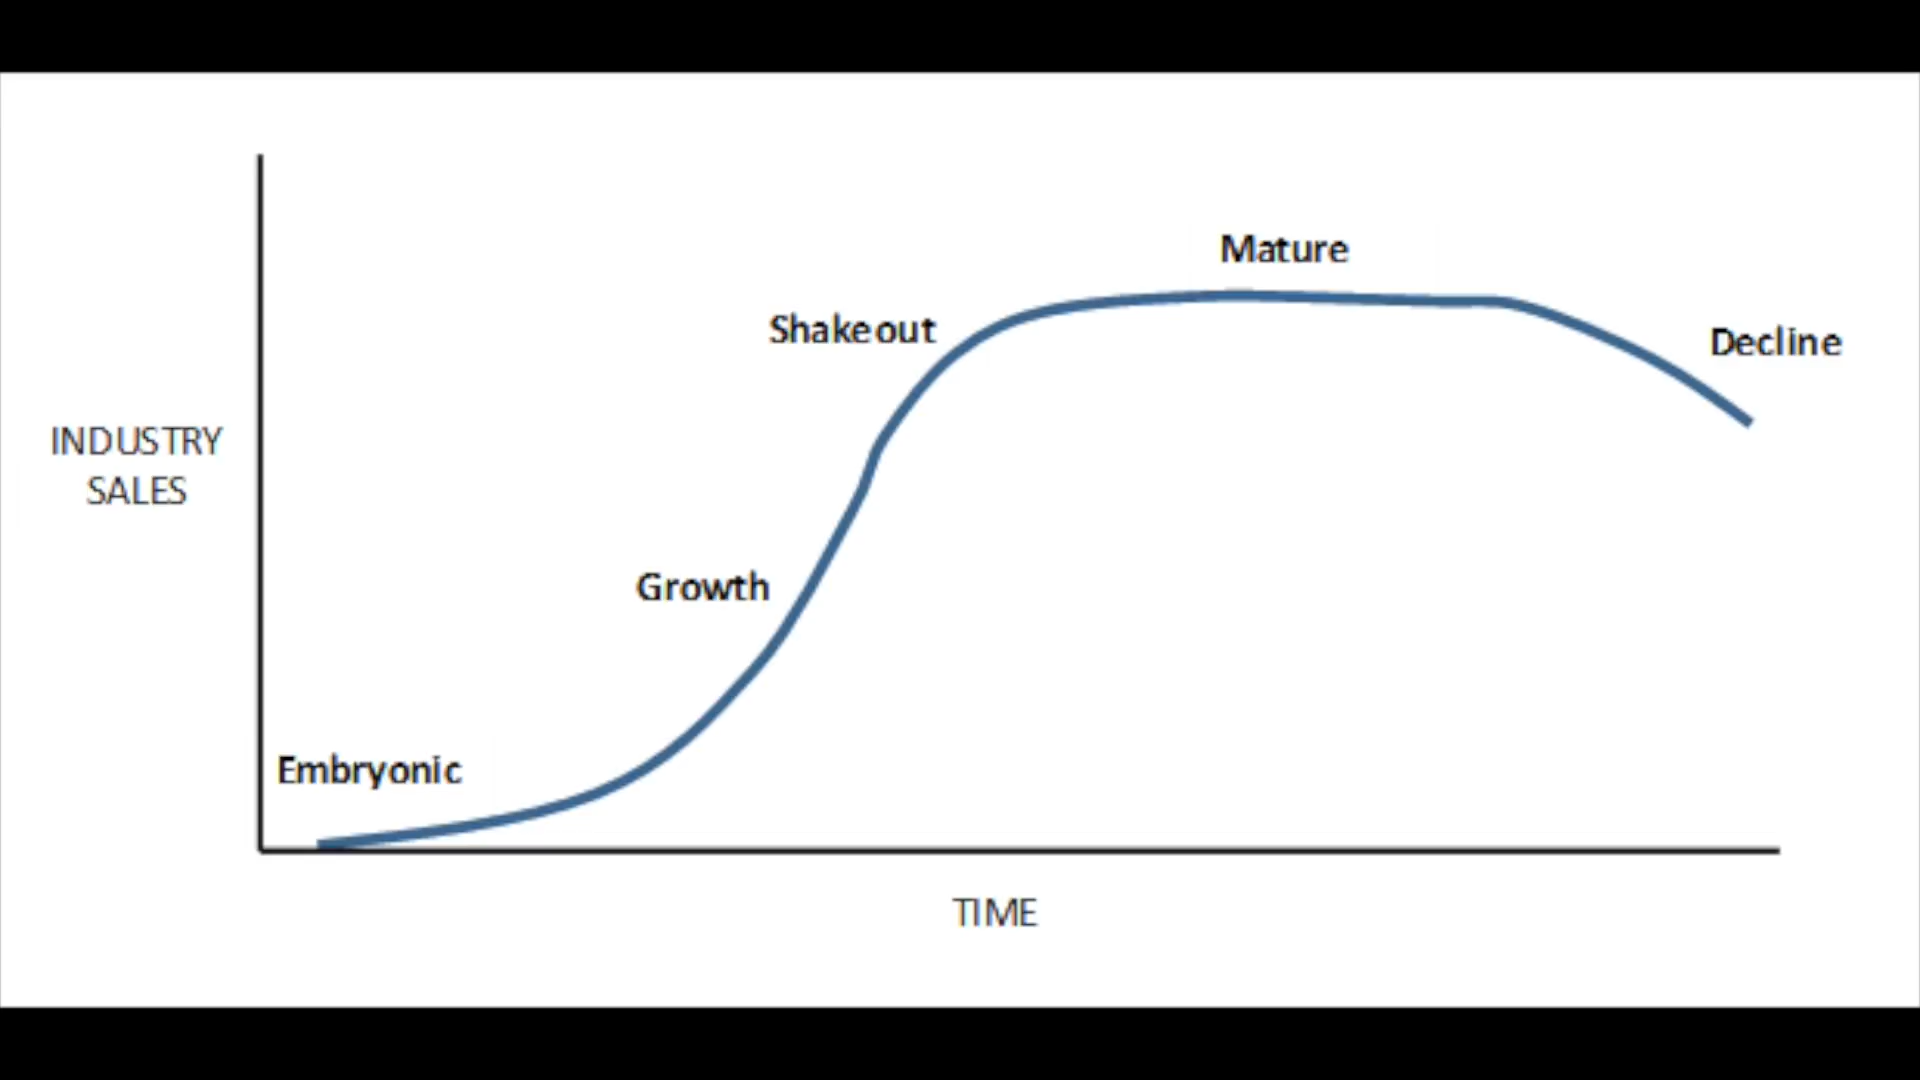 Mature
Shakeout
Decline
INDUSTRY
SALES
Growth
Embryonic
TIME